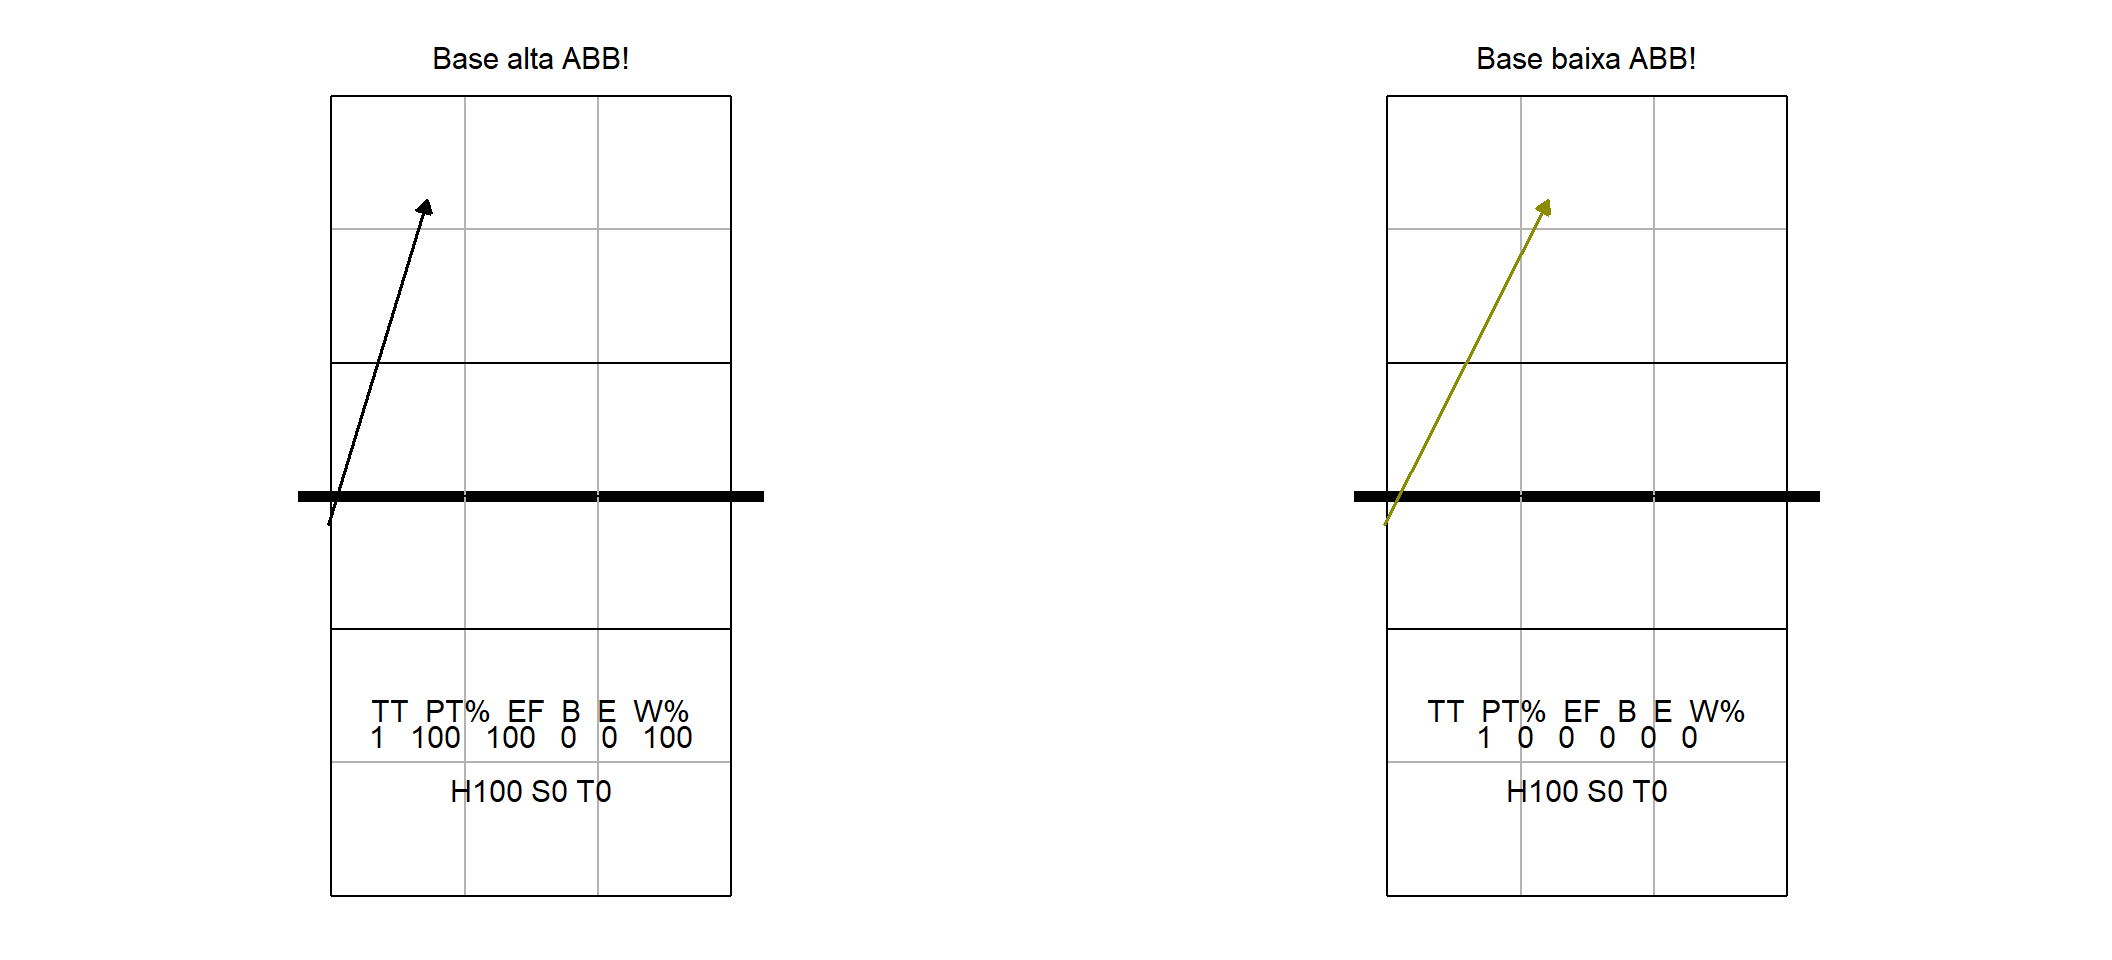 Base alta ABB!
TT PT% EF B E W%
1 100 100 0 0 100
H100 S0 T0
Base baixa ABB!
TT PT% EF B E W%
1 0 0 0 0 0
H100 S0 T0